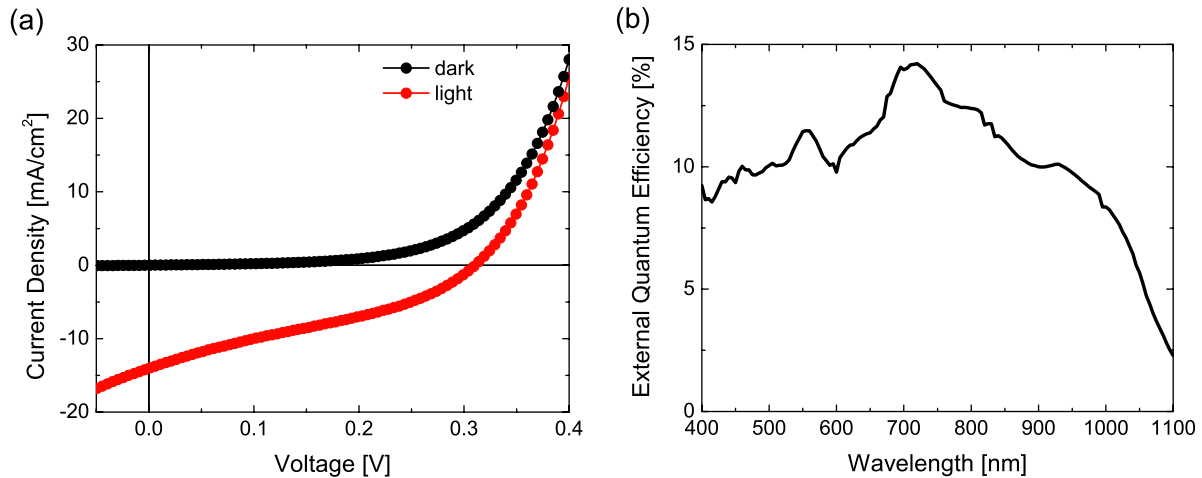 (a)
Current Density [mA/cm²]
30
20
10
0
-10
-20
dark
light
0.0
0.1
0.2
0.3
0.4
Voltage [V]
(b)
External Quantum Efficiency [%]
15
10
5
0
400
500
600
700
800
900
1000
1100
Wavelength [nm]